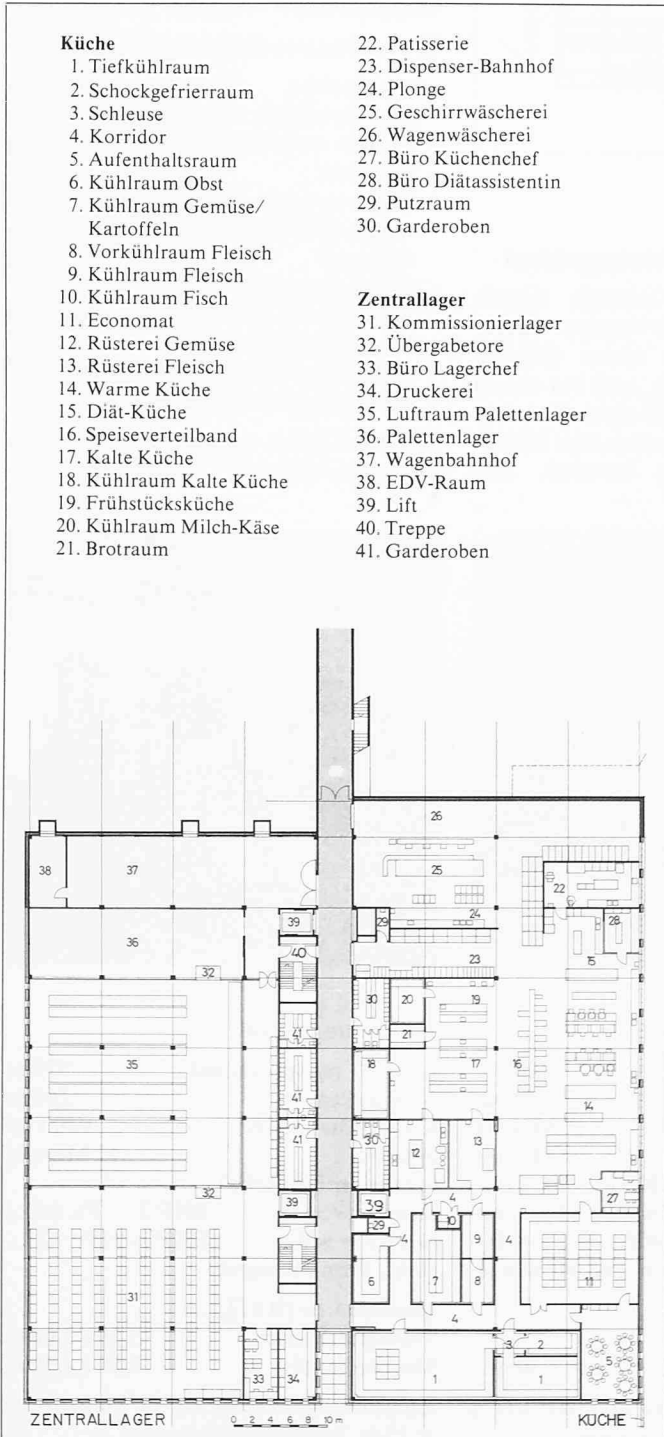 Küche
1. Tiefkühlraum
2. Schockgefrierraum
3. Schleuse
4. Korridor
5. Aufenthaltsraum
6. Kühlraum Obst
7. Kühlraum Gemüse/
Kartoffeln
8. Vorkühlraum Fleisch
9. Kühlraum Fleisch
10. Kühlraum Fisch
11. Economat
12. Rüsterei Gemüse
13. Rüsterei Fleisch
14. Warme Küche
15. Diät-Küche
16. Speiseverteilband
17. Kalte Küche
18. Kühlraum Kalte Küche
19. Frühstücksküche
20. Kühlraum Milch-Käse
21. Brotraum
22. Patisserie
23. Dispenser-Bahnhof
24. Plonge
25. Geschirrwäscherei
26. Wagenwäscherei
27. Büro Küchenchef
28. Büro Diätassistentin
29. Putzraum
30. Garderoben
Zentrallager
31. Kommissionierlager
32. Übergabetore
33. Büro Lagerchef
34. Druckerei
35. Luftraum Palettenlager
36. Palettenlager
37. Wagenbahnhof
38. EDV-Raum
39. Lift
40. Treppe
41. Garderoben
26
38
37
25
22
39
29
24
28
36
40
23
15
32
30
20
19
41
21
35
18
17
16
41
14
41
30
12
13
32
39
39
4
27
29
4
10
9
4
31
6
7
8
11
4
3
2
5
33
34
1
1
ZENTRALLAGER
0 2 4 6 8 10 m
KÜCHE